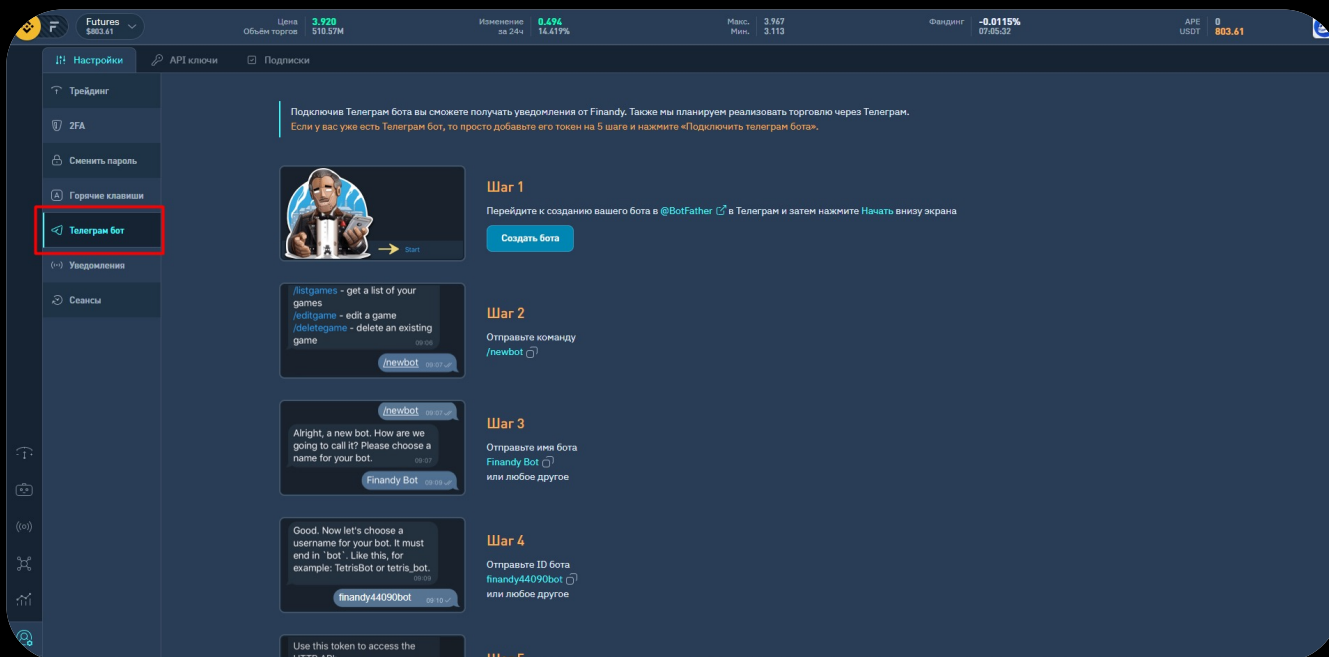 Futures
$803.61
Цена 3.920
Объём торгов 510.57M
Изменение 0.494
за 24ч 14.419%
Макс. 3.967
Мин. 3.113
Фандинг -0.0115%
07:05:32
APE 0
USDT 803.61
Настройки
API ключи
Подписки
Трейдинг
2FA
Сменить пароль
Горячие клавиши
Телеграм бот
Уведомления
Сеансы
Подключив Телеграм бота вы сможете получать уведомления от Finandy. Также мы планируем реализовать торговлю через Телеграм.
Если у вас уже есть Телеграм бот, то просто добавьте его токен на 5 шаге и нажмите «Подключить телеграм бота».
Start
Шаг 1
Перейдите к созданию вашего бота в @BotFather в Телеграм и затем нажмите Начать внизу экрана
Создать бота
/listgames - get a list of your
games
/editgame - edit a game
/deletegame - delete an existing
game 09:06
/newbot 09:07
Шаг 2
Отправьте команду
/newbot
/newbot 09:07
Alright, a new bot. How are we
going to call it? Please choose a
name for your bot. 09:07
Finandy Bot 09:09
Шаг 3
Отправьте имя бота
Finandy Bot
или любое другое
Good. Now let's choose a
username for your bot. It must
end in `bot`. Like this, for
example: TetrisBot or tetris_bot.
09:09
finandy44090bot 09:10
Шаг 4
Отправьте ID бота
finandy44090bot
или любое другое
Use this token to access the